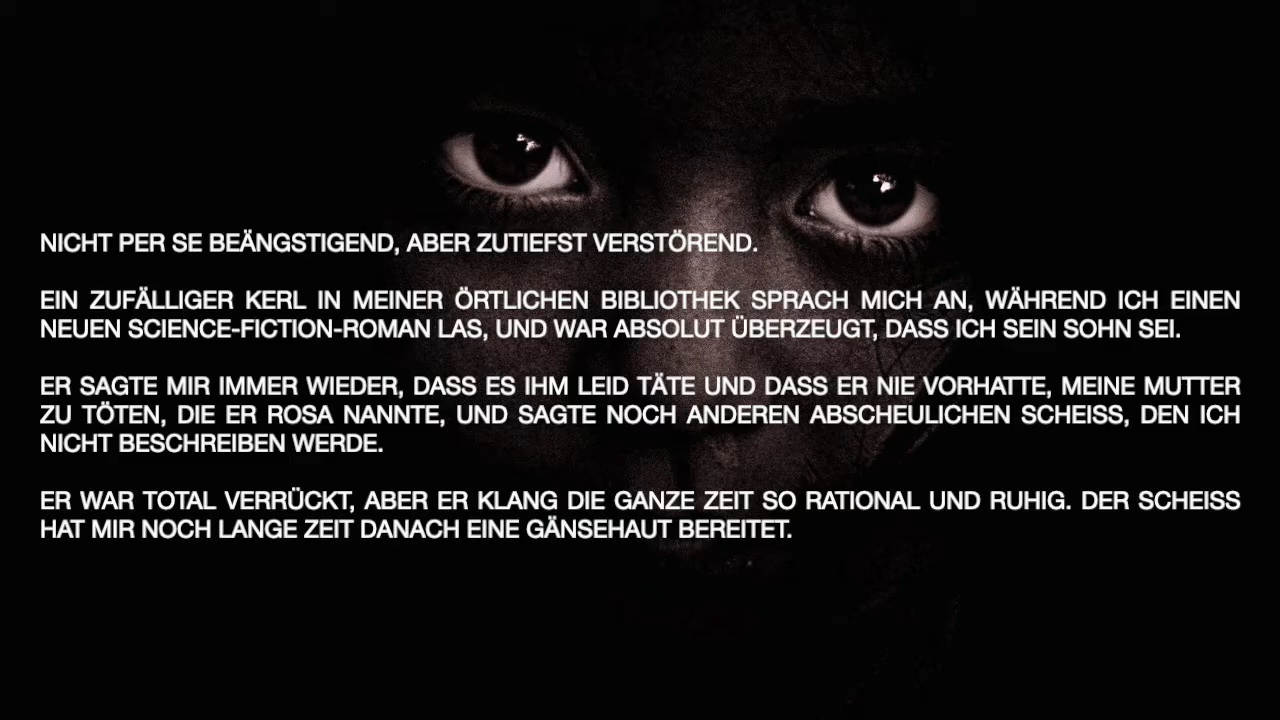 NICHT PER SE BEÄNGSTIGEND, ABER ZUTIEFST VERSTÖREND.
EIN ZUFÄLLIGER KERL IN MEINER ÖRTLICHEN BIBLIOTHEK SPRACH MICH AN, WÄHREND ICH EINEN
NEUEN SCIENCE-FICTION-ROMAN LAS, UND WAR ABSOLUT ÜBERZEUGT, DASS ICH SEIN SOHN SEI.
ER SAGTE MIR IMMER WIEDER, DASS ES IHM LEID TÄTE UND DASS ER NIE VORHATTE, MEINE MUTTER
ZU TÖTEN, DIE ER ROSA NANNTE, UND SAGTE NOCH ANDEREN ABSCHEULICHEN SCHEISS, DEN ICH
NICHT BESCHREIBEN WERDE.
ER WAR TOTAL VERRÜCKT, ABER ER KLANG DIE GANZE ZEIT SO RATIONAL UND RUHIG. DER SCHEISS
HAT MIR NOCH LANGE ZEIT DANACH EINE GÄNSEHAUT BEREITET.